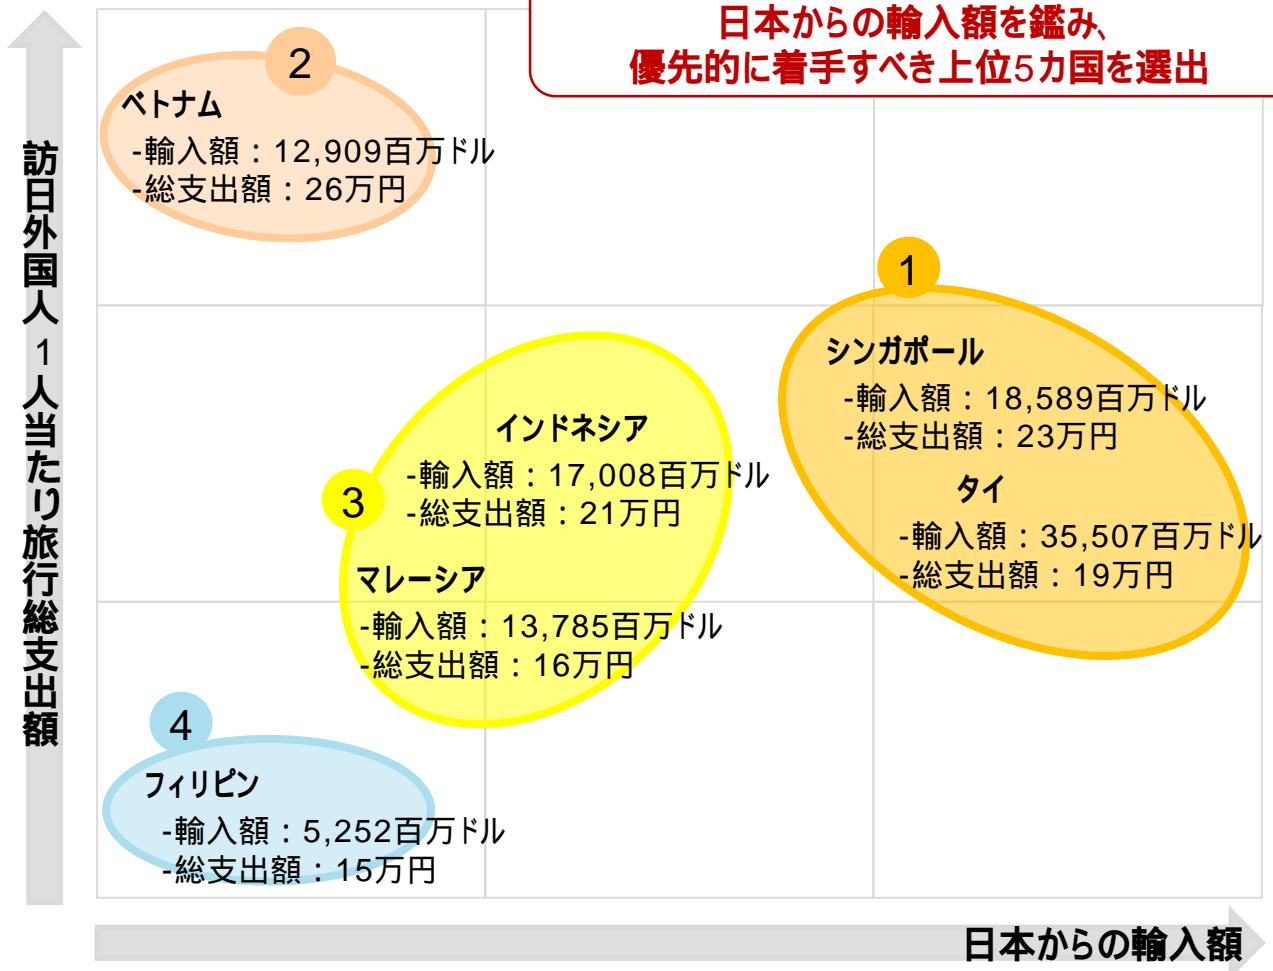 日本からの輸入額を鑑み、
優先的に着手すべき上位5カ国を選出
訪日外国人1人当たり旅行総支出額
2
ベトナム
-輸入額：12,909百万ドル
-総支出額：26万円
1
シンガポール
-輸入額：18,589百万ドル
-総支出額：23万円
タイ
-輸入額：35,507百万ドル
-総支出額：19万円
3
インドネシア
-輸入額：17,008百万ドル
-総支出額：21万円
マレーシア
-輸入額：13,785百万ドル
-総支出額：16万円
4
フィリピン
-輸入額：5,252百万ドル
-総支出額：15万円
日本からの輸入額